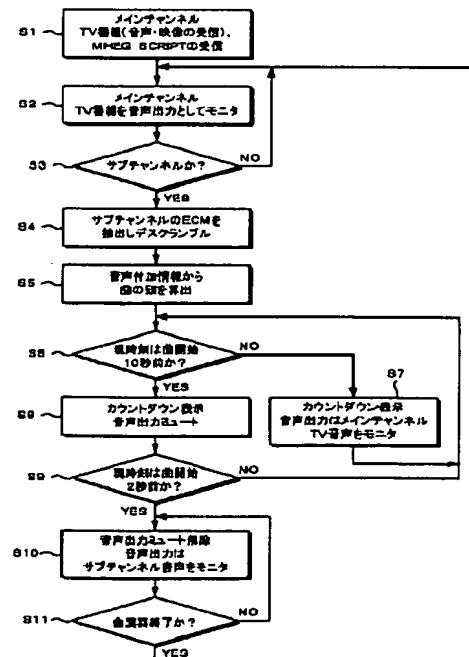 S1
メインチャンネル
TV番組(音声・映像の受信)、
MHEG SCRIPTの受信
S2
メインチャンネル
TV番組を音声出力としてモニタ
S3
サブチャンネルか?
NO
YES
S4
サブチャンネルのECMを
抽出しデスクランブル
S5
音声付加情報から
曲の頭を算出
S6
現時刻は曲開始
10秒前か?
NO
YES
S7
カウントダウン表示
音声出力はメインチャンネル
TV音声をモニタ
カウントダウン表示
音声出力ミュート
S9
現時刻は曲開始
2秒前か?
NO
YES
S10
音声出力ミュート解除
音声出力は
サブチャンネル音声をモニタ
S11
NO
YES